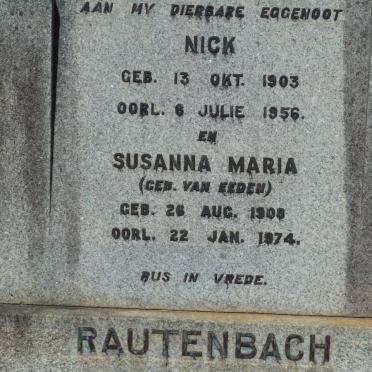 AAN MY DIERBARE EGGENOOT
NICK
GEB. 13 OKT. 1903
OORL. 6 JULIE 1956.
EN
SUSANNA MARIA
(GEB. VAN EEDEN)
GEB. 26 AUG. 1908
OORL. 22 JAN. 1974.
RUS IN VREDE.
RAUTENBACH